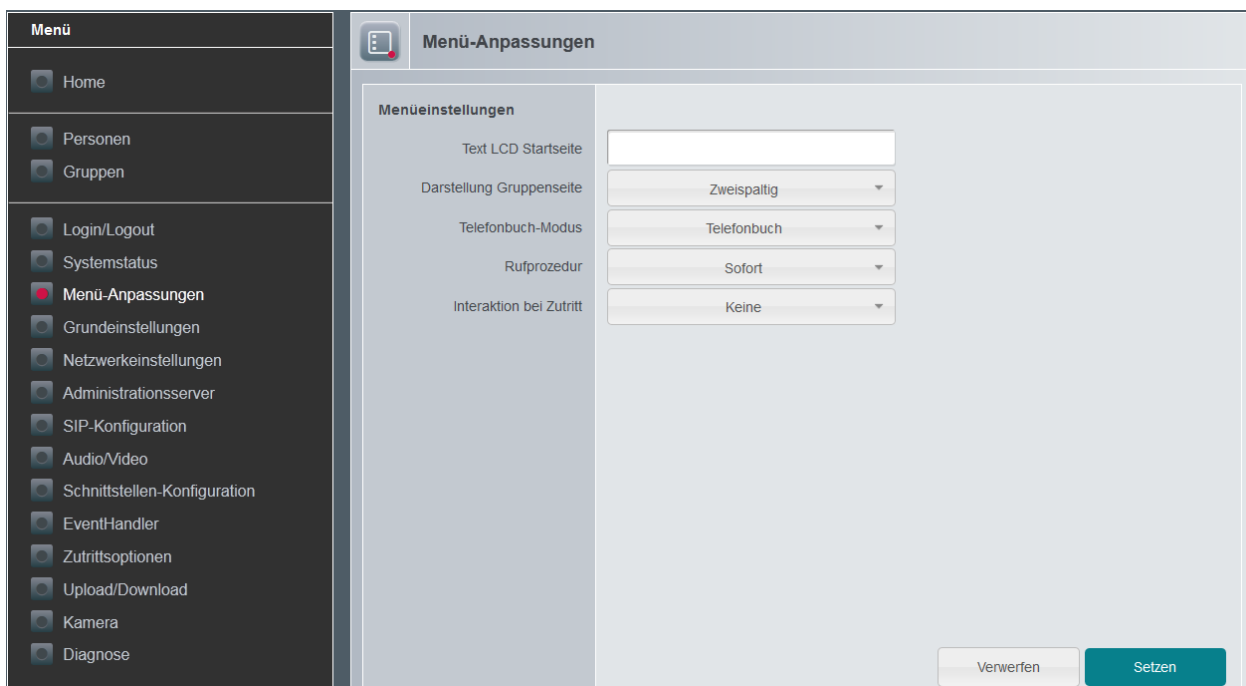 Menü
Home
Personen
Gruppen
Login/Logout
Systemstatus
Menü-Anpassungen
Grundeinstellungen
Netzwerkeinstellungen
Administrationsserver
SIP-Konfiguration
Audio/Video
Schnittstellen-Konfiguration
EventHandler
Zutrittsoptionen
Upload/Download
Kamera
Diagnose
Menü-Anpassungen
Menüeinstellungen
Text LCD Startseite
Darstellung Gruppenseite Zweispaltig
Telefonbuch-Modus Telefonbuch
Rufprozedur Sofort
Interaktion bei Zutritt Keine
Verwerfen Setzen